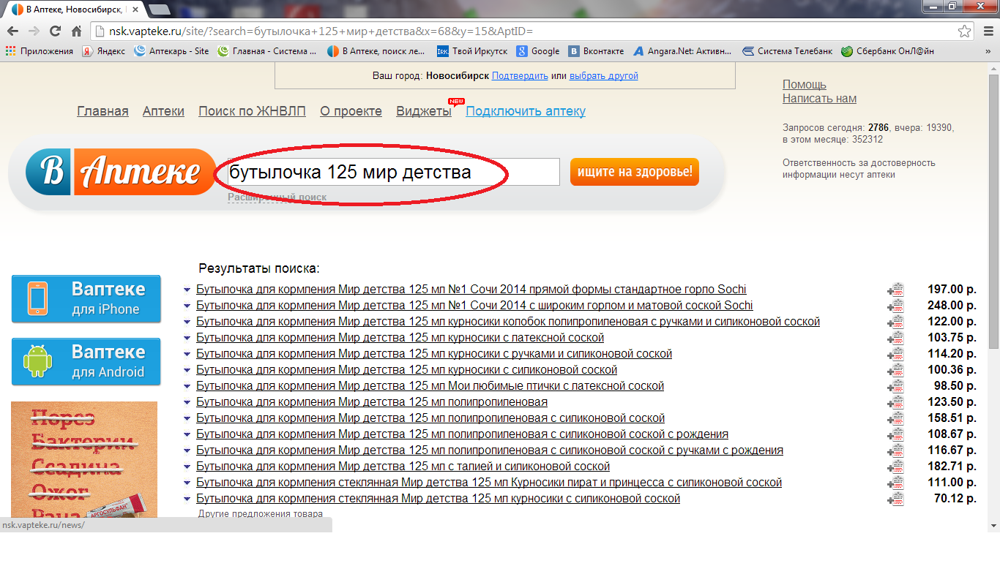 В Аптеке, Новосибирск,
nsk.vapteke.ru/site/?search=бутылочка+125+мир+детства&x=68&y=15&AptID=
Приложения Яндекс Аптекарь - Site Главная - Система ... В Аптеке, поиск ле... IRK. Твой Иркутск Google Вконтакте Angara.Net: Активн... Система Телебанк Сбербанк ОнЛ@йн »
Ваш город: Новосибирск Подтвердить или выбрать другой
Помощь
Написать нам
Главная Аптеки Поиск по ЖНВЛП О проекте Виджеты NEW Подключить аптеку
Запросов сегодня: 2786, вчера: 19390,
в этом месяце: 352312
Ответственность за достоверность
информации несут аптеки
В Аптеке
бутылочка 125 мир детства
ищите на здоровье!
Расширенный поиск
Результаты поиска:
Бутылочка для кормления Мир детства 125 мл №1 Сочи 2014 прямой формы стандартное горло Sochi 197.00 р.
Бутылочка для кормления Мир детства 125 мл №1 Сочи 2014 с широким горлом и матовой соской Sochi 248.00 р.
Бутылочка для кормления Мир детства 125 мл курносики колобок полипропиленовая с ручками и силиконовой соской 122.00 р.
Бутылочка для кормления Мир детства 125 мл курносики с латексной соской 103.75 р.
Бутылочка для кормления Мир детства 125 мл курносики с ручками и силиконовой соской 114.20 р.
Бутылочка для кормления Мир детства 125 мл курносики с силиконовой соской 100.36 р.
Бутылочка для кормления Мир детства 125 мл Мои любимые птички с латексной соской 98.50 р.
Бутылочка для кормления Мир детства 125 мл полипропиленовая 123.50 р.
Бутылочка для кормления Мир детства 125 мл полипропиленовая с силиконовой соской 158.51 р.
Бутылочка для кормления Мир детства 125 мл полипропиленовая с силиконовой соской с рождения 108.67 р.
Бутылочка для кормления Мир детства 125 мл полипропиленовая с силиконовой соской с ручками с рождения 116.67 р.
Бутылочка для кормления Мир детства 125 мл с талией и силиконовой соской 182.71 р.
Бутылочка для кормления стеклянная Мир детства 125 мл Курносики пират и принцесса с силиконовой соской 111.00 р.
Бутылочка для кормления стеклянная Мир детства 125 мл курносики с силиконовой соской 70.12 р.
Другие предложения товара
Ваптеке
для iPhone
Ваптеке
для Android
Порез
Бактерии
Ссадина
Ожог
Рана
АРГОСУЛЬФАН
nsk.vapteke.ru/news/